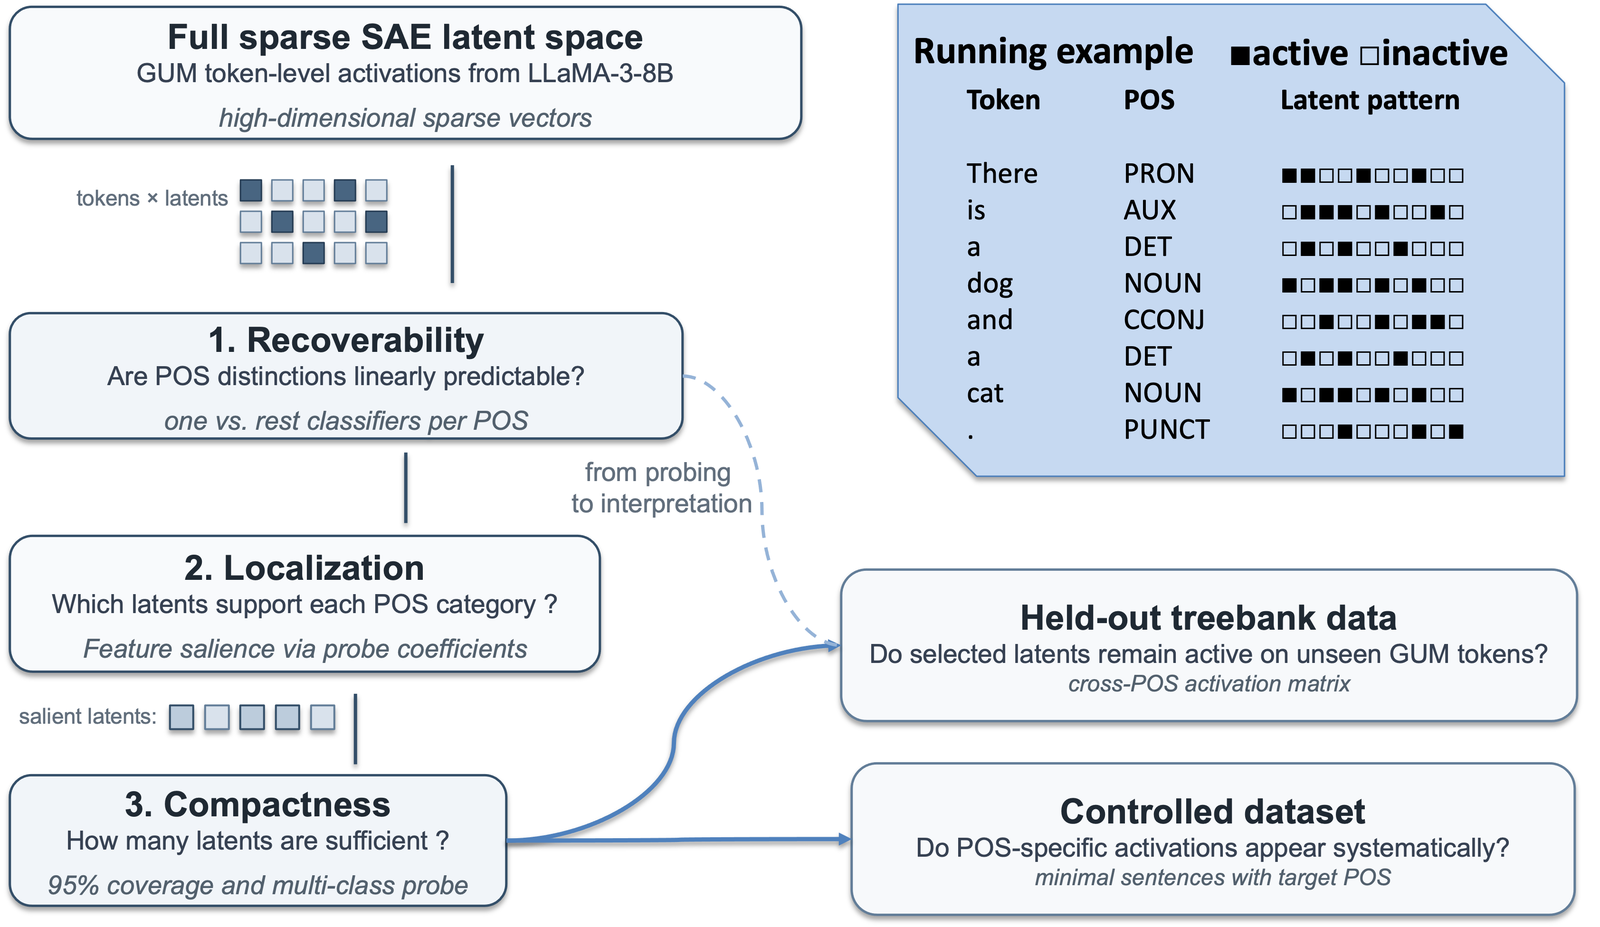 Full sparse SAE latent space
GUM token-level activations from LLaMA-3-8B
high-dimensional sparse vectors
tokens × latents
1. Recoverability
Are POS distinctions linearly predictable?
one vs. rest classifiers per POS
from probing
to interpretation
2. Localization
Which latents support each POS category ?
Feature salience via probe coefficients
salient latents:
3. Compactness
How many latents are sufficient ?
95% coverage and multi-class probe
Running example ■active □inactive
Token POS Latent pattern
There PRON ■■□□■□□■□□
is AUX □■■■□■□□■□
a DET □■□■□□■□□□
dog NOUN ■□■■□■□■□□
and CCONJ □□■□□■□■■□
a DET □■□■□□■□□□
cat NOUN ■□■■□■□■□□
. PUNCT □□□■□□□■□■
Held-out treebank data
Do selected latents remain active on unseen GUM tokens?
cross-POS activation matrix
Controlled dataset
Do POS-specific activations appear systematically?
minimal sentences with target POS